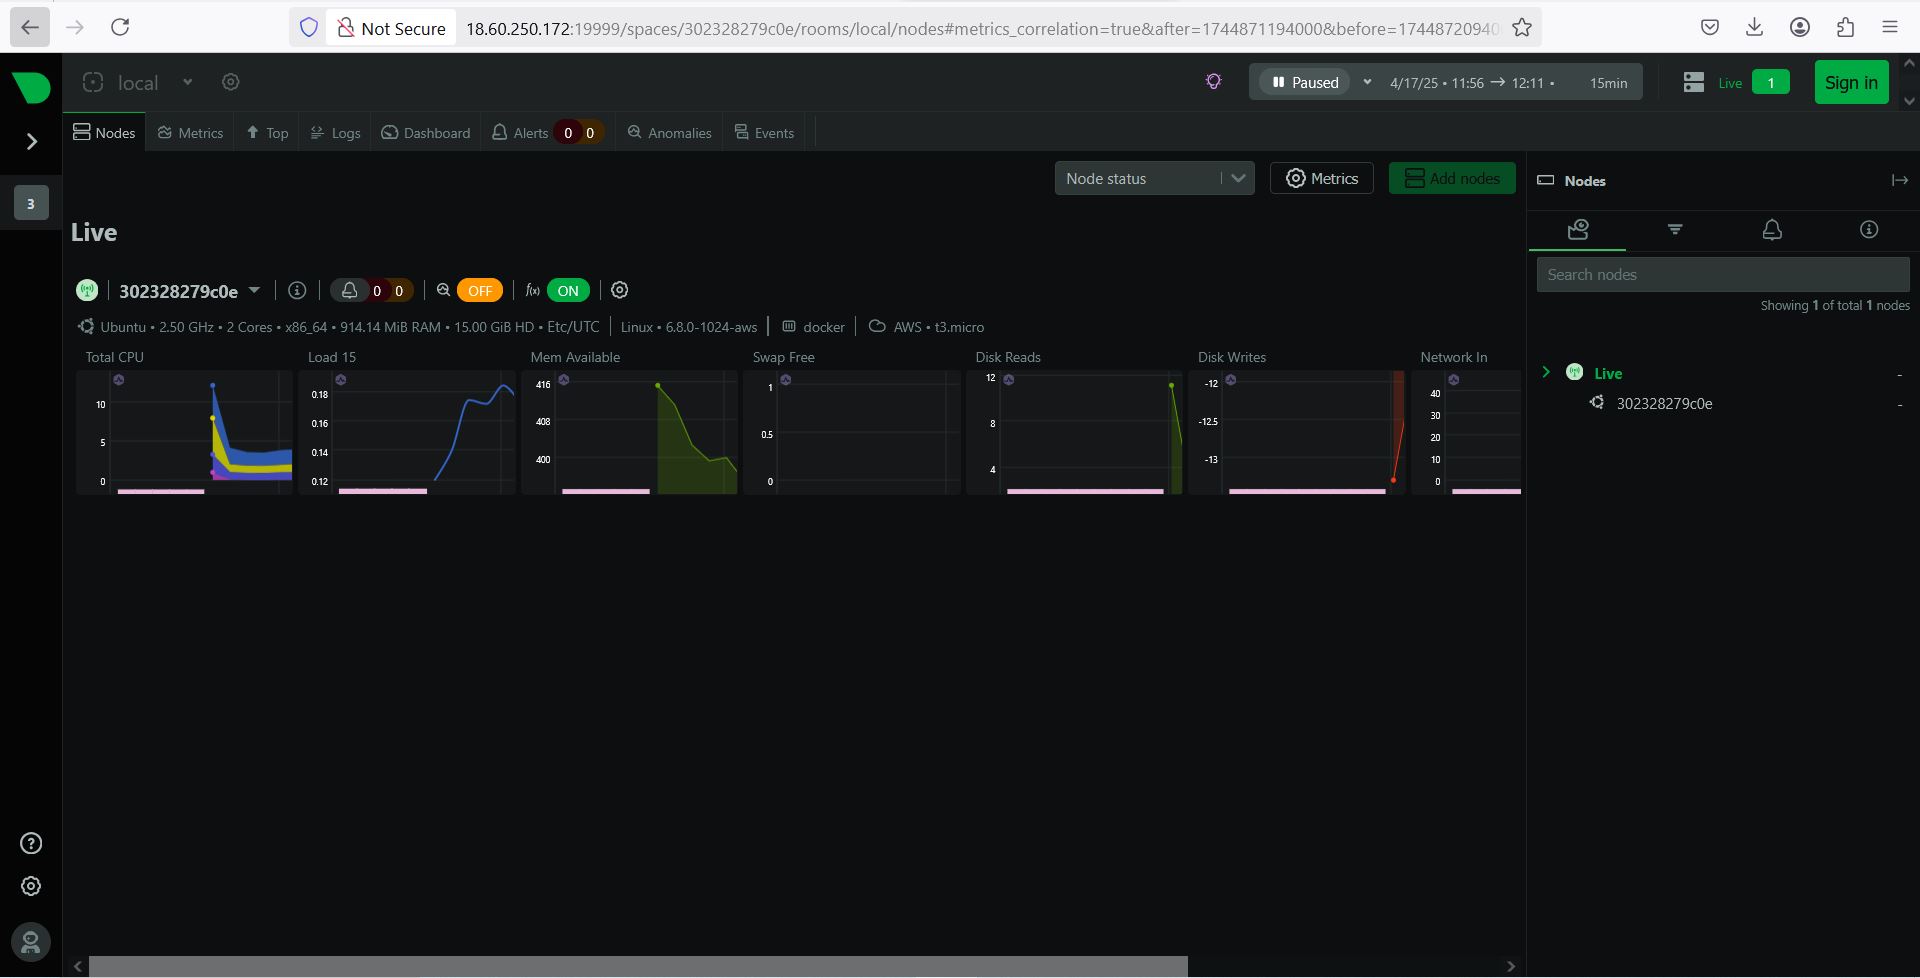 Not Secure 18.60.250.172:19999/spaces/302328279c0e/rooms/local/nodes#metrics_correlation=true&after=1744871194000&before=1744872094
local Paused 4/17/25 • 11:56 → 12:11 • 15min Live 1 Sign in
Nodes Metrics Top Logs Dashboard Alerts 0 0 Anomalies Events
3
Node status Metrics Add nodes
Live
302328279c0e 0 0 OFF f(x) ON
Ubuntu • 2.50 GHz • 2 Cores • x86_64 • 914.14 MiB RAM • 15.00 GiB HD • Etc/UTC Linux • 6.8.0-1024-aws docker AWS • t3.micro
Total CPU
10
5
0
Load 15
0.18
0.16
0.14
0.12
Mem Available
416
408
400
Swap Free
1
0.5
0
Disk Reads
12
8
4
Disk Writes
-12
-12.5
-13
Network In
40
30
20
10
0
Nodes
Search nodes
Showing 1 of total 1 nodes
Live -
302328279c0e -